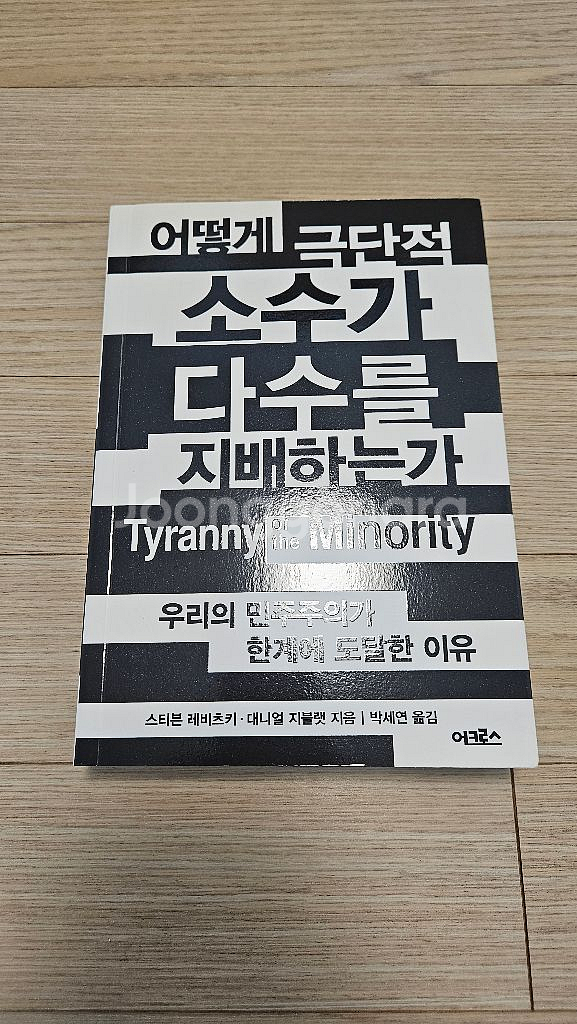 어떻게 극단적
소수가
다수를
지배하는가
Joonggonara
Tyranny of the Minority
우리의 민주주의가
한계에 도달한 이유
스티븐 레비츠키·대니얼 지블랫 지음 | 박세연 옮김
어크로스